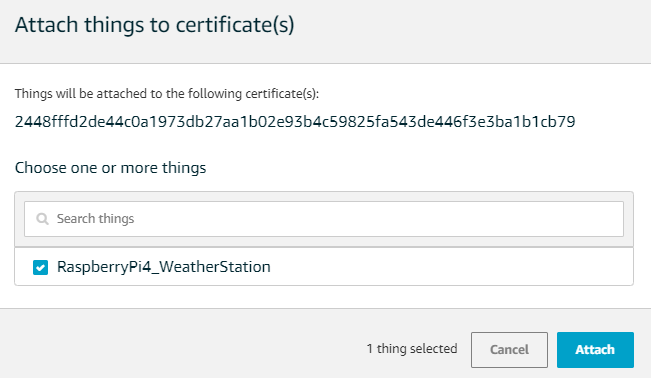 Attach things to certificate(s)
Things will be attached to the following certificate(s):
2448fffd2de44c0a1973db27aa1b02e93b4c59825fa543de446f3e3ba1b1cb79
Choose one or more things
Search things
RaspberryPi4_WeatherStation
1 thing selected Cancel Attach